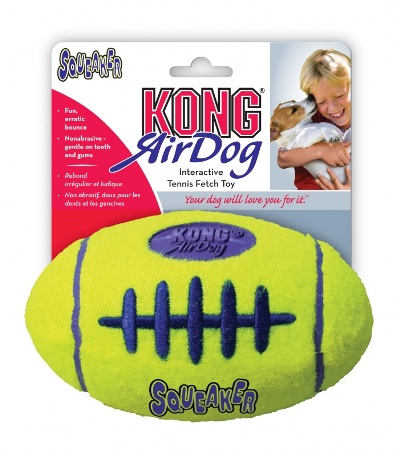 SQUEAKER
KONG®
AirDog
Interactive
Tennis Fetch Toy
Your dog will love you for it.™
• Fun,
erratic
bounce
• Nonabrasive -
gentle on teeth
and gums
• Rebond
irrégulier et ludique
• Non abrasif, doux pour les
dents et les gencives
KONG®
AirDog
SQUEAKER